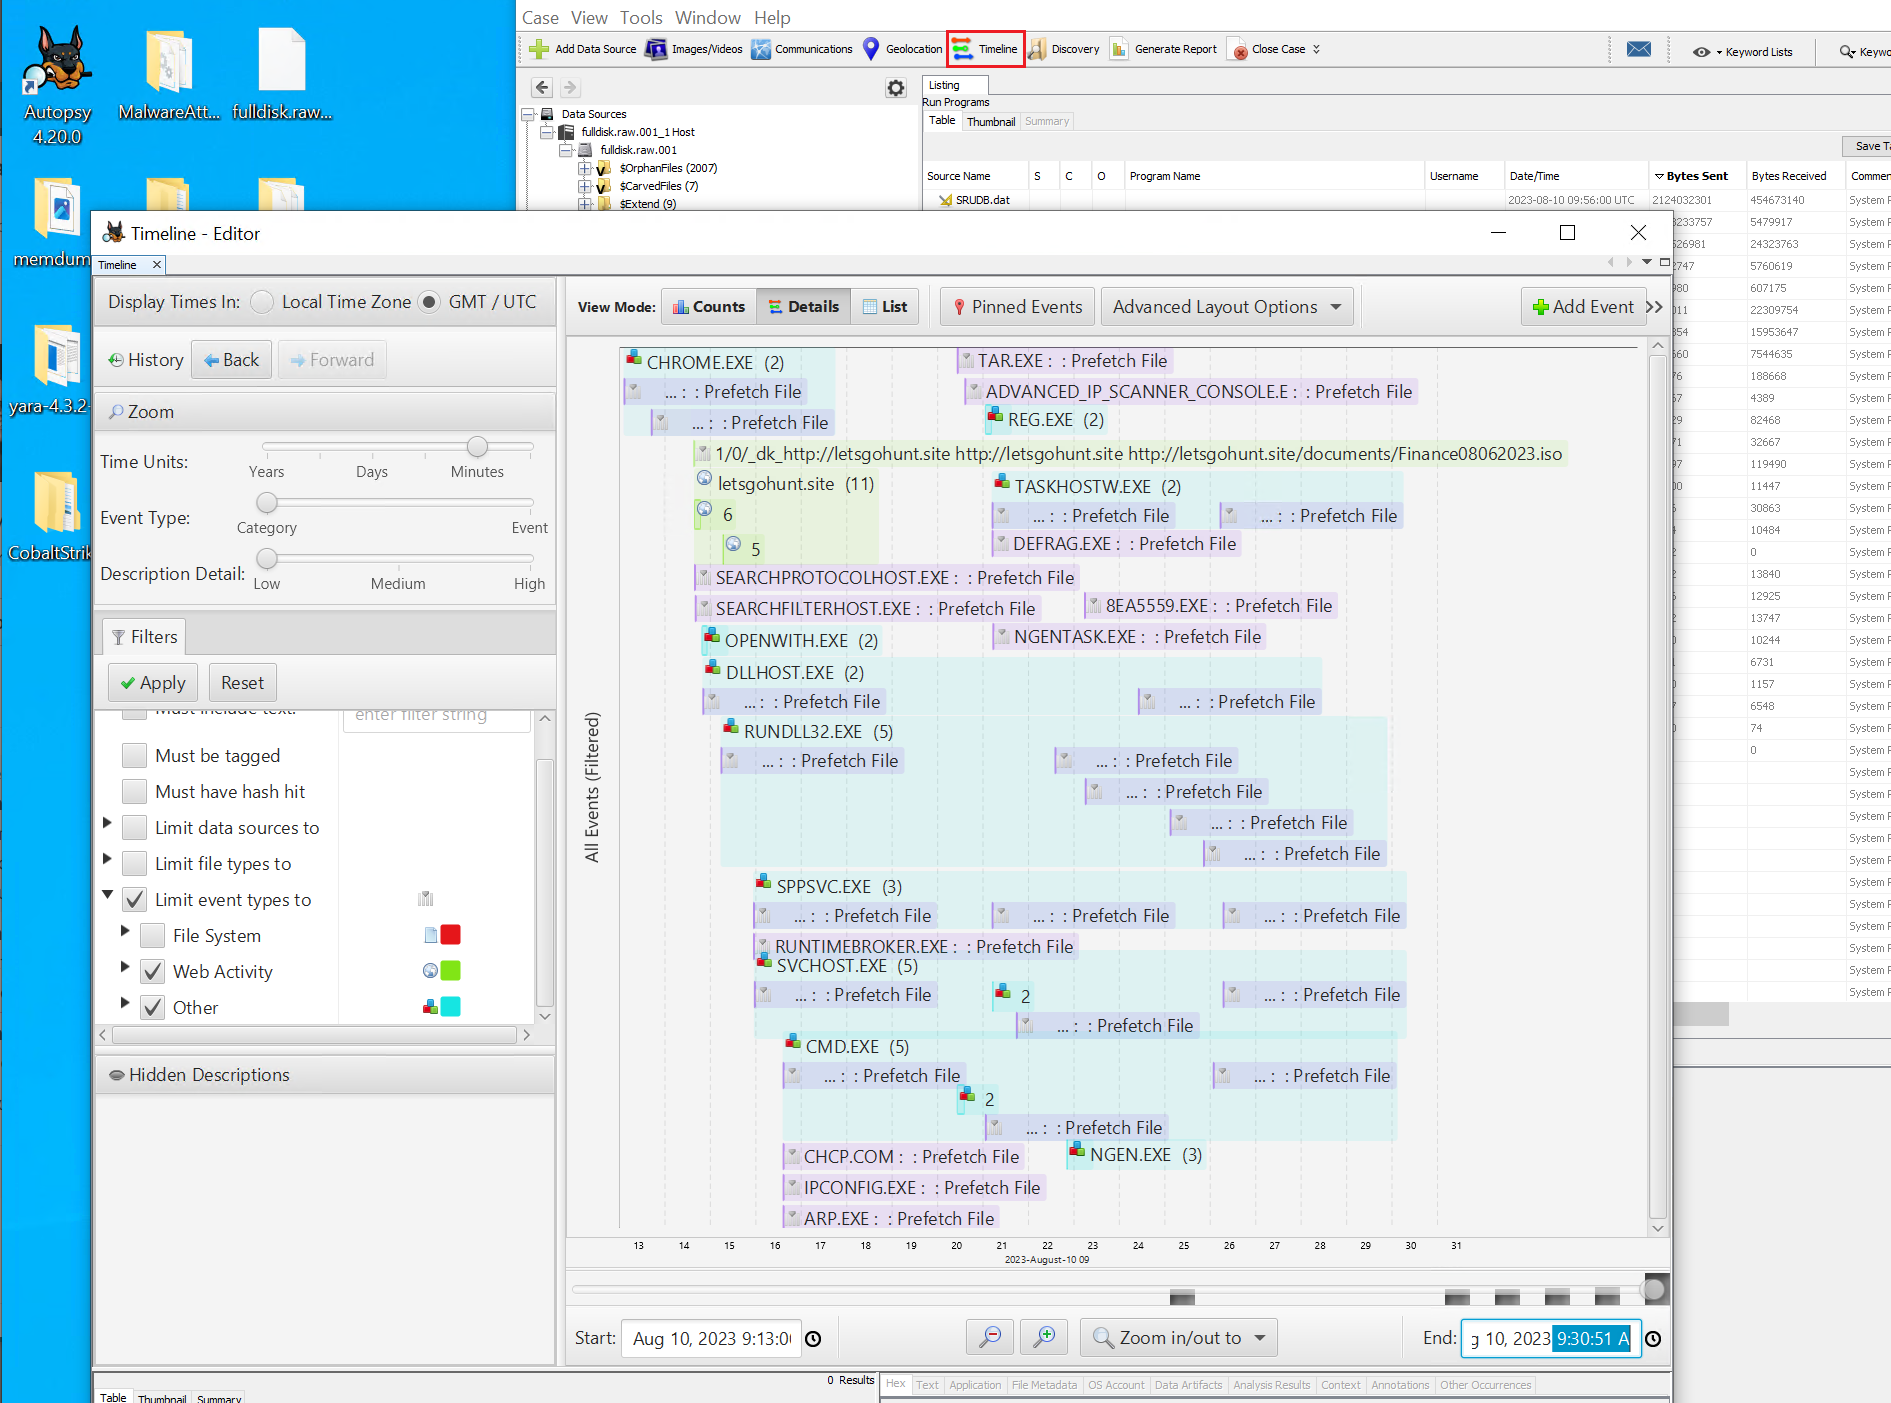 Case View Tools Window Help
Add Data Source Images/Videos Communications Geolocation Timeline Discovery Generate Report Close Case Keyword Lists
Autopsy 4.20.0
MalwareAtt...
fulldisk.raw...
memdum
yara-4.3.2-
CobaltStrik
Data Sources
fulldisk.raw.001_1 Host
fulldisk.raw.001
$OrphanFiles (2007)
$CarvedFiles (7)
$Extend (9)
Listing
Run Programs
Table Thumbnail Summary
Save Ta
Source Name S C O Program Name Username Date/Time Bytes Sent Bytes Received Commen
SRUDB.dat 2023-08-10 09:56:00 UTC 2124032301 454673140 System P
3233757 5479917 System P
526981 24323763 System P
2747 5760619 System P
980 607175 System P
011 22309754 System P
354 15953647 System P
560 7544635 System P
76 188668 System P
57 4389 System P
29 82468 System P
71 32667 System P
97 119490 System P
00 11447 System P
30863 System P
10484 System P
0 System P
13840 System P
12925 System P
13747 System P
10244 System P
6731 System P
1157 System P
6548 System P
74 System P
0 System P
System P
System P
System P
System P
System P
System P
System P
System P
System P
System P
System P
Timeline - Editor
Timeline
Display Times In: Local Time Zone GMT / UTC
History Back Forward
Zoom
Time Units:
Years Days Minutes
Event Type:
Category Event
Description Detail:
Low Medium High
Filters
Apply Reset
Must include text: enter filter string
Must be tagged
Must have hash hit
Limit data sources to
Limit file types to
Limit event types to
File System
Web Activity
Other
Hidden Descriptions
View Mode: Counts Details List Pinned Events Advanced Layout Options Add Event
All Events (Filtered)
CHROME.EXE (2)
TAR.EXE : : Prefetch File
... : : Prefetch File
ADVANCED_IP_SCANNER_CONSOLE.E : : Prefetch File
... : : Prefetch File
REG.EXE (2)
1/0/_dk_http://letsgohunt.site http://letsgohunt.site http://letsgohunt.site/documents/Finance08062023.iso
letsgohunt.site (11)
TASKHOSTW.EXE (2)
6
... : : Prefetch File
... : : Prefetch File
5
DEFRAG.EXE : : Prefetch File
SEARCHPROTOCOLHOST.EXE : : Prefetch File
SEARCHFILTERHOST.EXE : : Prefetch File
8EA5559.EXE : : Prefetch File
OPENWITH.EXE (2)
NGENTASK.EXE : : Prefetch File
DLLHOST.EXE (2)
... : : Prefetch File
... : : Prefetch File
RUNDLL32.EXE (5)
... : : Prefetch File
... : : Prefetch File
... : : Prefetch File
... : : Prefetch File
... : : Prefetch File
SPPSVC.EXE (3)
... : : Prefetch File
... : : Prefetch File
... : : Prefetch File
RUNTIMEBROKER.EXE : : Prefetch File
SVCHOST.EXE (5)
... : : Prefetch File
2
... : : Prefetch File
... : : Prefetch File
CMD.EXE (5)
... : : Prefetch File
... : : Prefetch File
2
... : : Prefetch File
CHCP.COM : : Prefetch File
NGEN.EXE (3)
IPCONFIG.EXE : : Prefetch File
ARP.EXE : : Prefetch File
13 14 15 16 17 18 19 20 21 22 23 24 25 26 27 28 29 30 31
2023-August-10 09
Start: Aug 10, 2023 9:13:0
Zoom in/out to
End: g 10, 2023 9:30:51 A
0 Results
Table Thumbnail Summary
Hex Text Application File Metadata OS Account Data Artifacts Analysis Results Context Annotations Other Occurrences